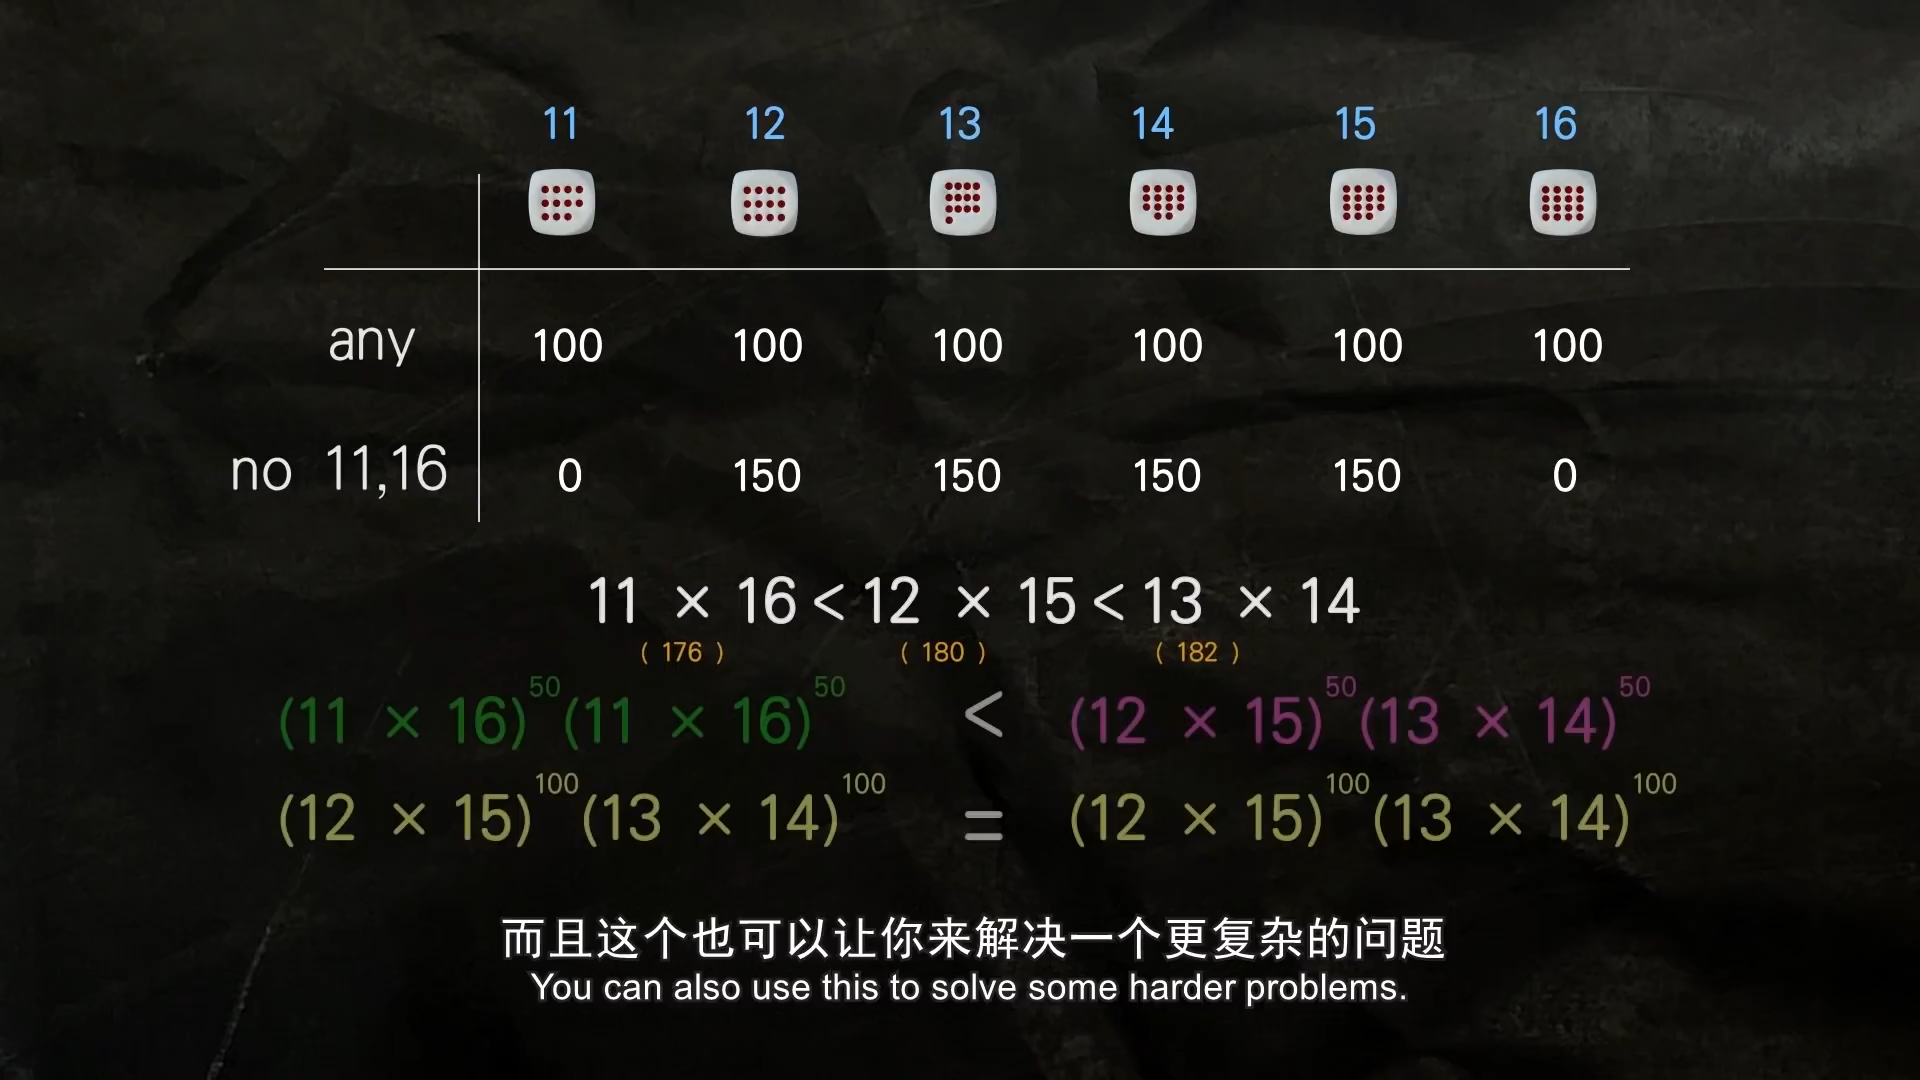 11 12 13 14 15 16
any 100 100 100 100 100 100
no 11,16 0 150 150 150 150 0
11 × 16 < 12 × 15 < 13 × 14
( 176 ) ( 180 ) ( 182 )
(11 × 16)^50 (11 × 16)^50 < (12 × 15)^50 (13 × 14)^50
(12 × 15)^100 (13 × 14)^100 = (12 × 15)^100 (13 × 14)^100
而且这个也可以让你来解决一个更复杂的问题
You can also use this to solve some harder problems.